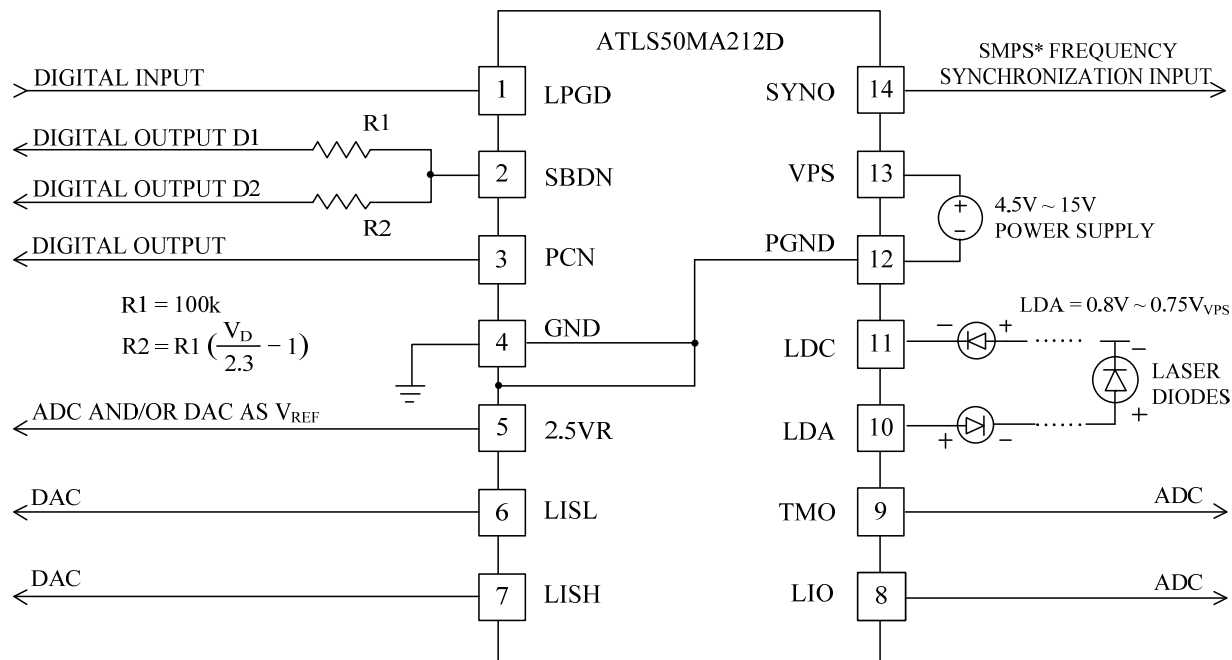 ATLS50MA212D
DIGITAL INPUT
1
LPGD
DIGITAL OUTPUT D1
R1
DIGITAL OUTPUT D2
R2
2
SBDN
DIGITAL OUTPUT
3
PCN
R1 = 100k
R2 = R1 (V_D/2.3 − 1)
4
GND
ADC AND/OR DAC AS V_REF
5
2.5VR
DAC
6
LISL
DAC
7
LISH
SMPS* FREQUENCY
SYNCHRONIZATION INPUT
SYNO
14
VPS
13
+
−
4.5V ~ 15V
POWER SUPPLY
PGND
12
LDA = 0.8V ~ 0.75V_VPS
LDC
11
− +
......
−
LASER
DIODES
+
LDA
10
+ −
......
TMO
9
ADC
LIO
8
ADC